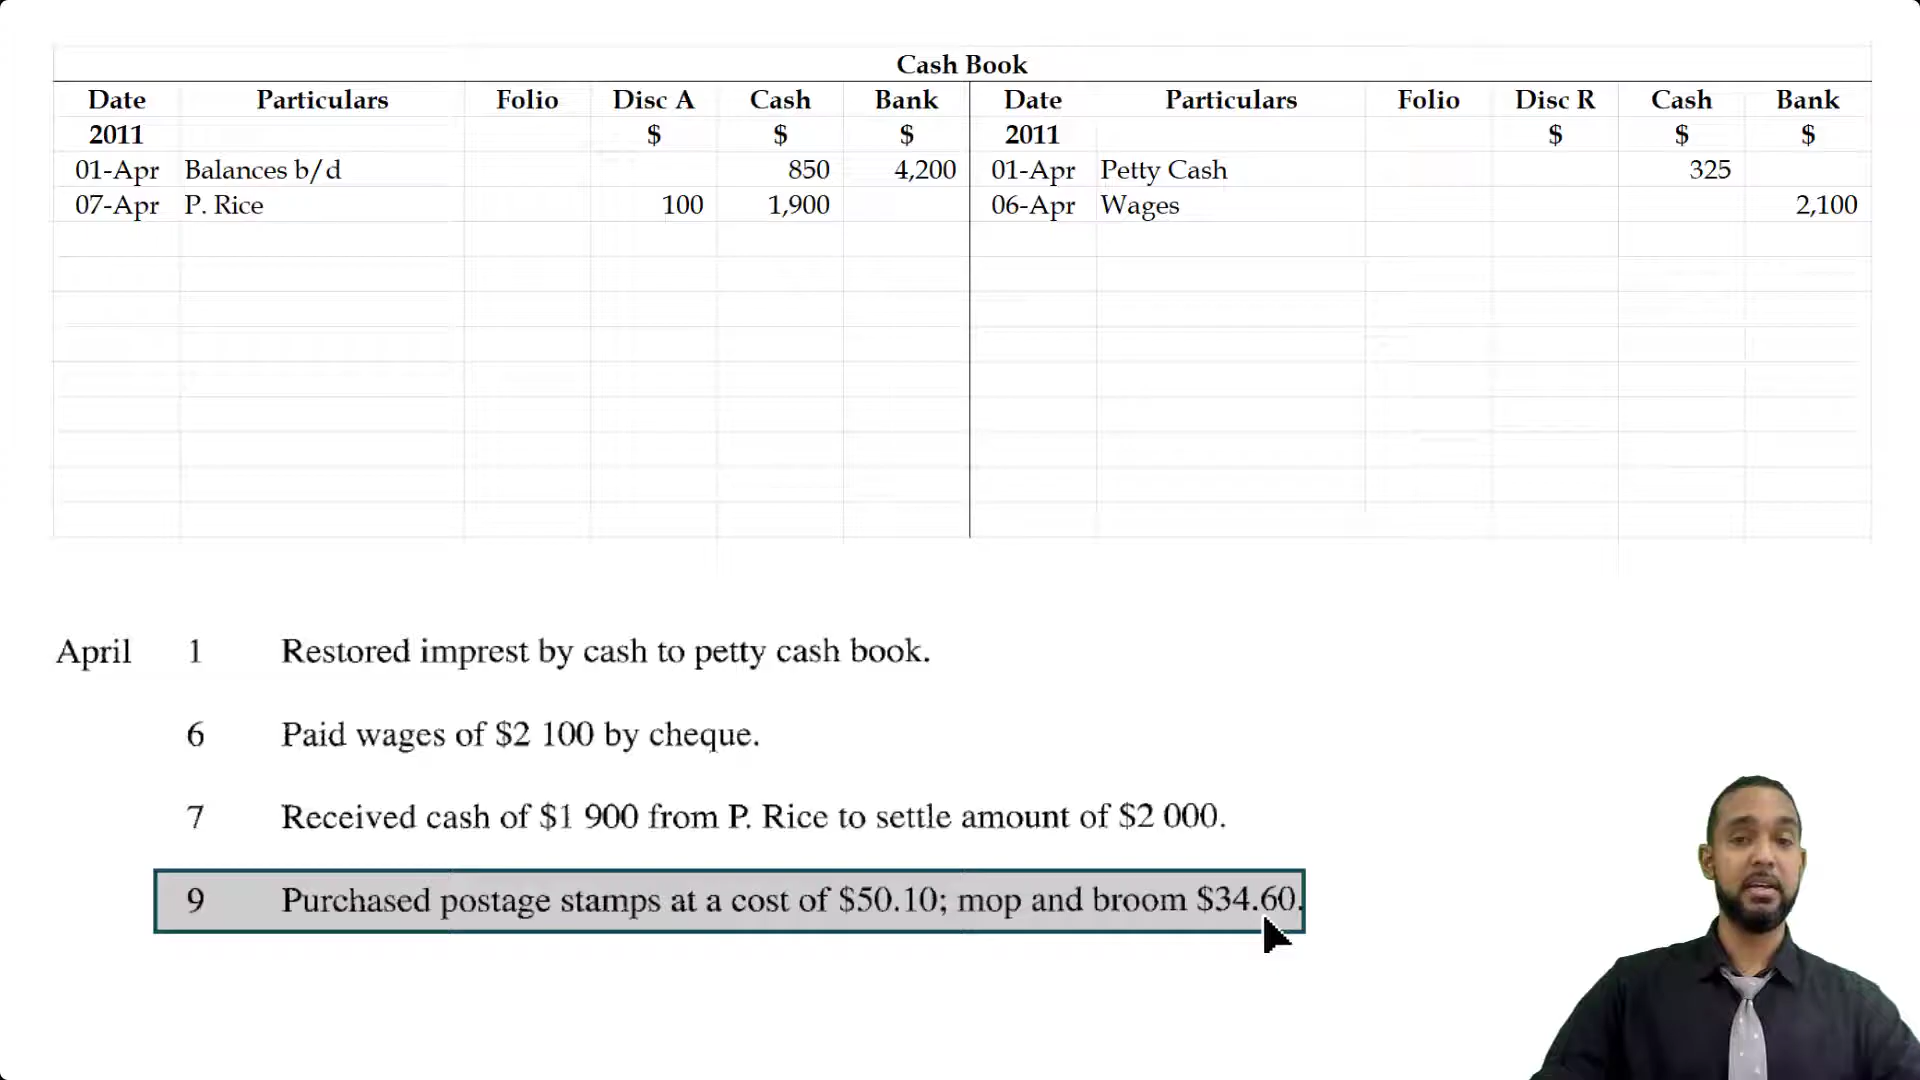 Cash Book
Date Particulars Folio Disc A Cash Bank Date Particulars Folio Disc R Cash Bank
2011 $ $ $ 2011 $ $ $
01-Apr Balances b/d 850 4,200 01-Apr Petty Cash 325
07-Apr P. Rice 100 1,900 06-Apr Wages 2,100
April 1 Restored imprest by cash to petty cash book.
6 Paid wages of $2 100 by cheque.
7 Received cash of $1 900 from P. Rice to settle amount of $2 000.
9 Purchased postage stamps at a cost of $50.10; mop and broom $34.60.